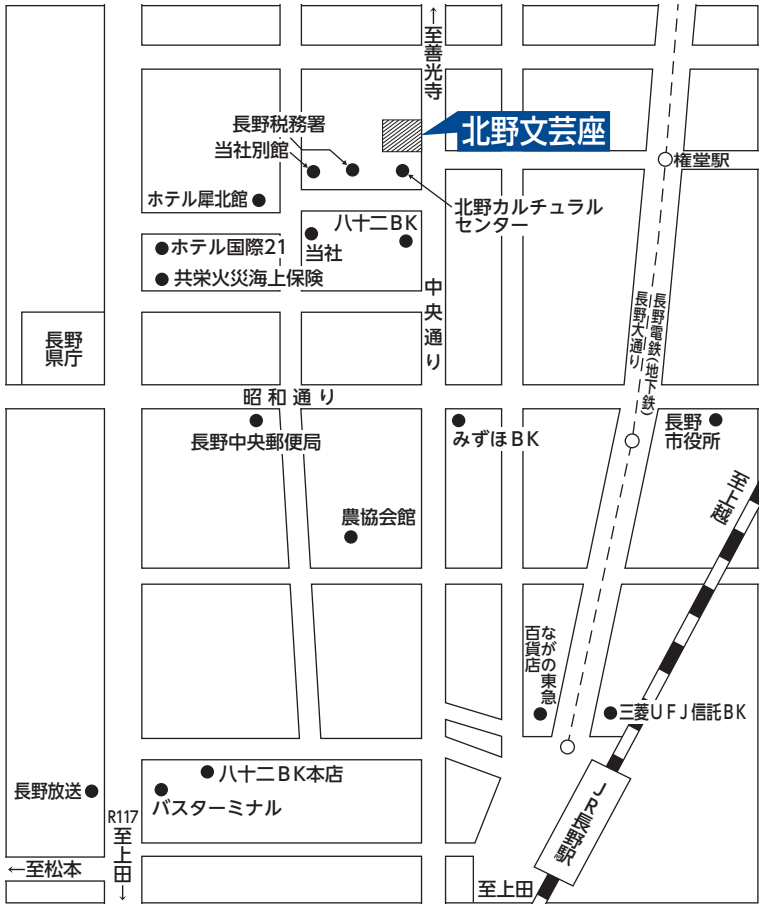 ↑至善光寺
北野文芸座
長野税務署
当社別館
権堂駅
ホテル犀北館
北野カルチュラル
センター
八十二BK
当社
ホテル国際21
共栄火災海上保険
中央通り
長野電鉄(地下鉄)
長野大通り
長野
県庁
昭和通り
長野中央郵便局
みずほBK
長野
市役所
至上越
農協会館
ながの東急
百貨店
三菱UFJ信託BK
八十二BK本店
長野放送
バスターミナル
JR長野駅
R117
至上田↓
←至松本
至上田